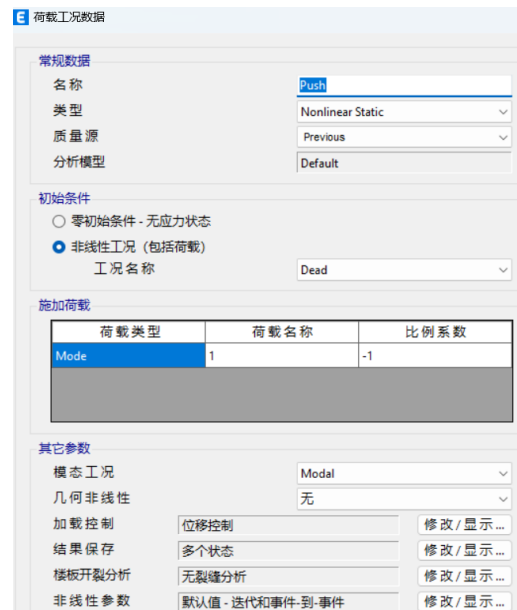 E 荷载工况数据
常规数据
名称 Push
类型 Nonlinear Static
质量源 Previous
分析模型 Default
初始条件
零初始条件 - 无应力状态
非线性工况（包括荷载）
工况名称 Dead
施加荷载
荷载类型 荷载名称 比例系数
Mode 1 -1
其它参数
模态工况 Modal
几何非线性 无
加载控制 位移控制 修改/显示...
结果保存 多个状态 修改/显示...
楼板开裂分析 无裂缝分析 修改/显示...
非线性参数 默认值 - 迭代和事件-到-事件 修改/显示...